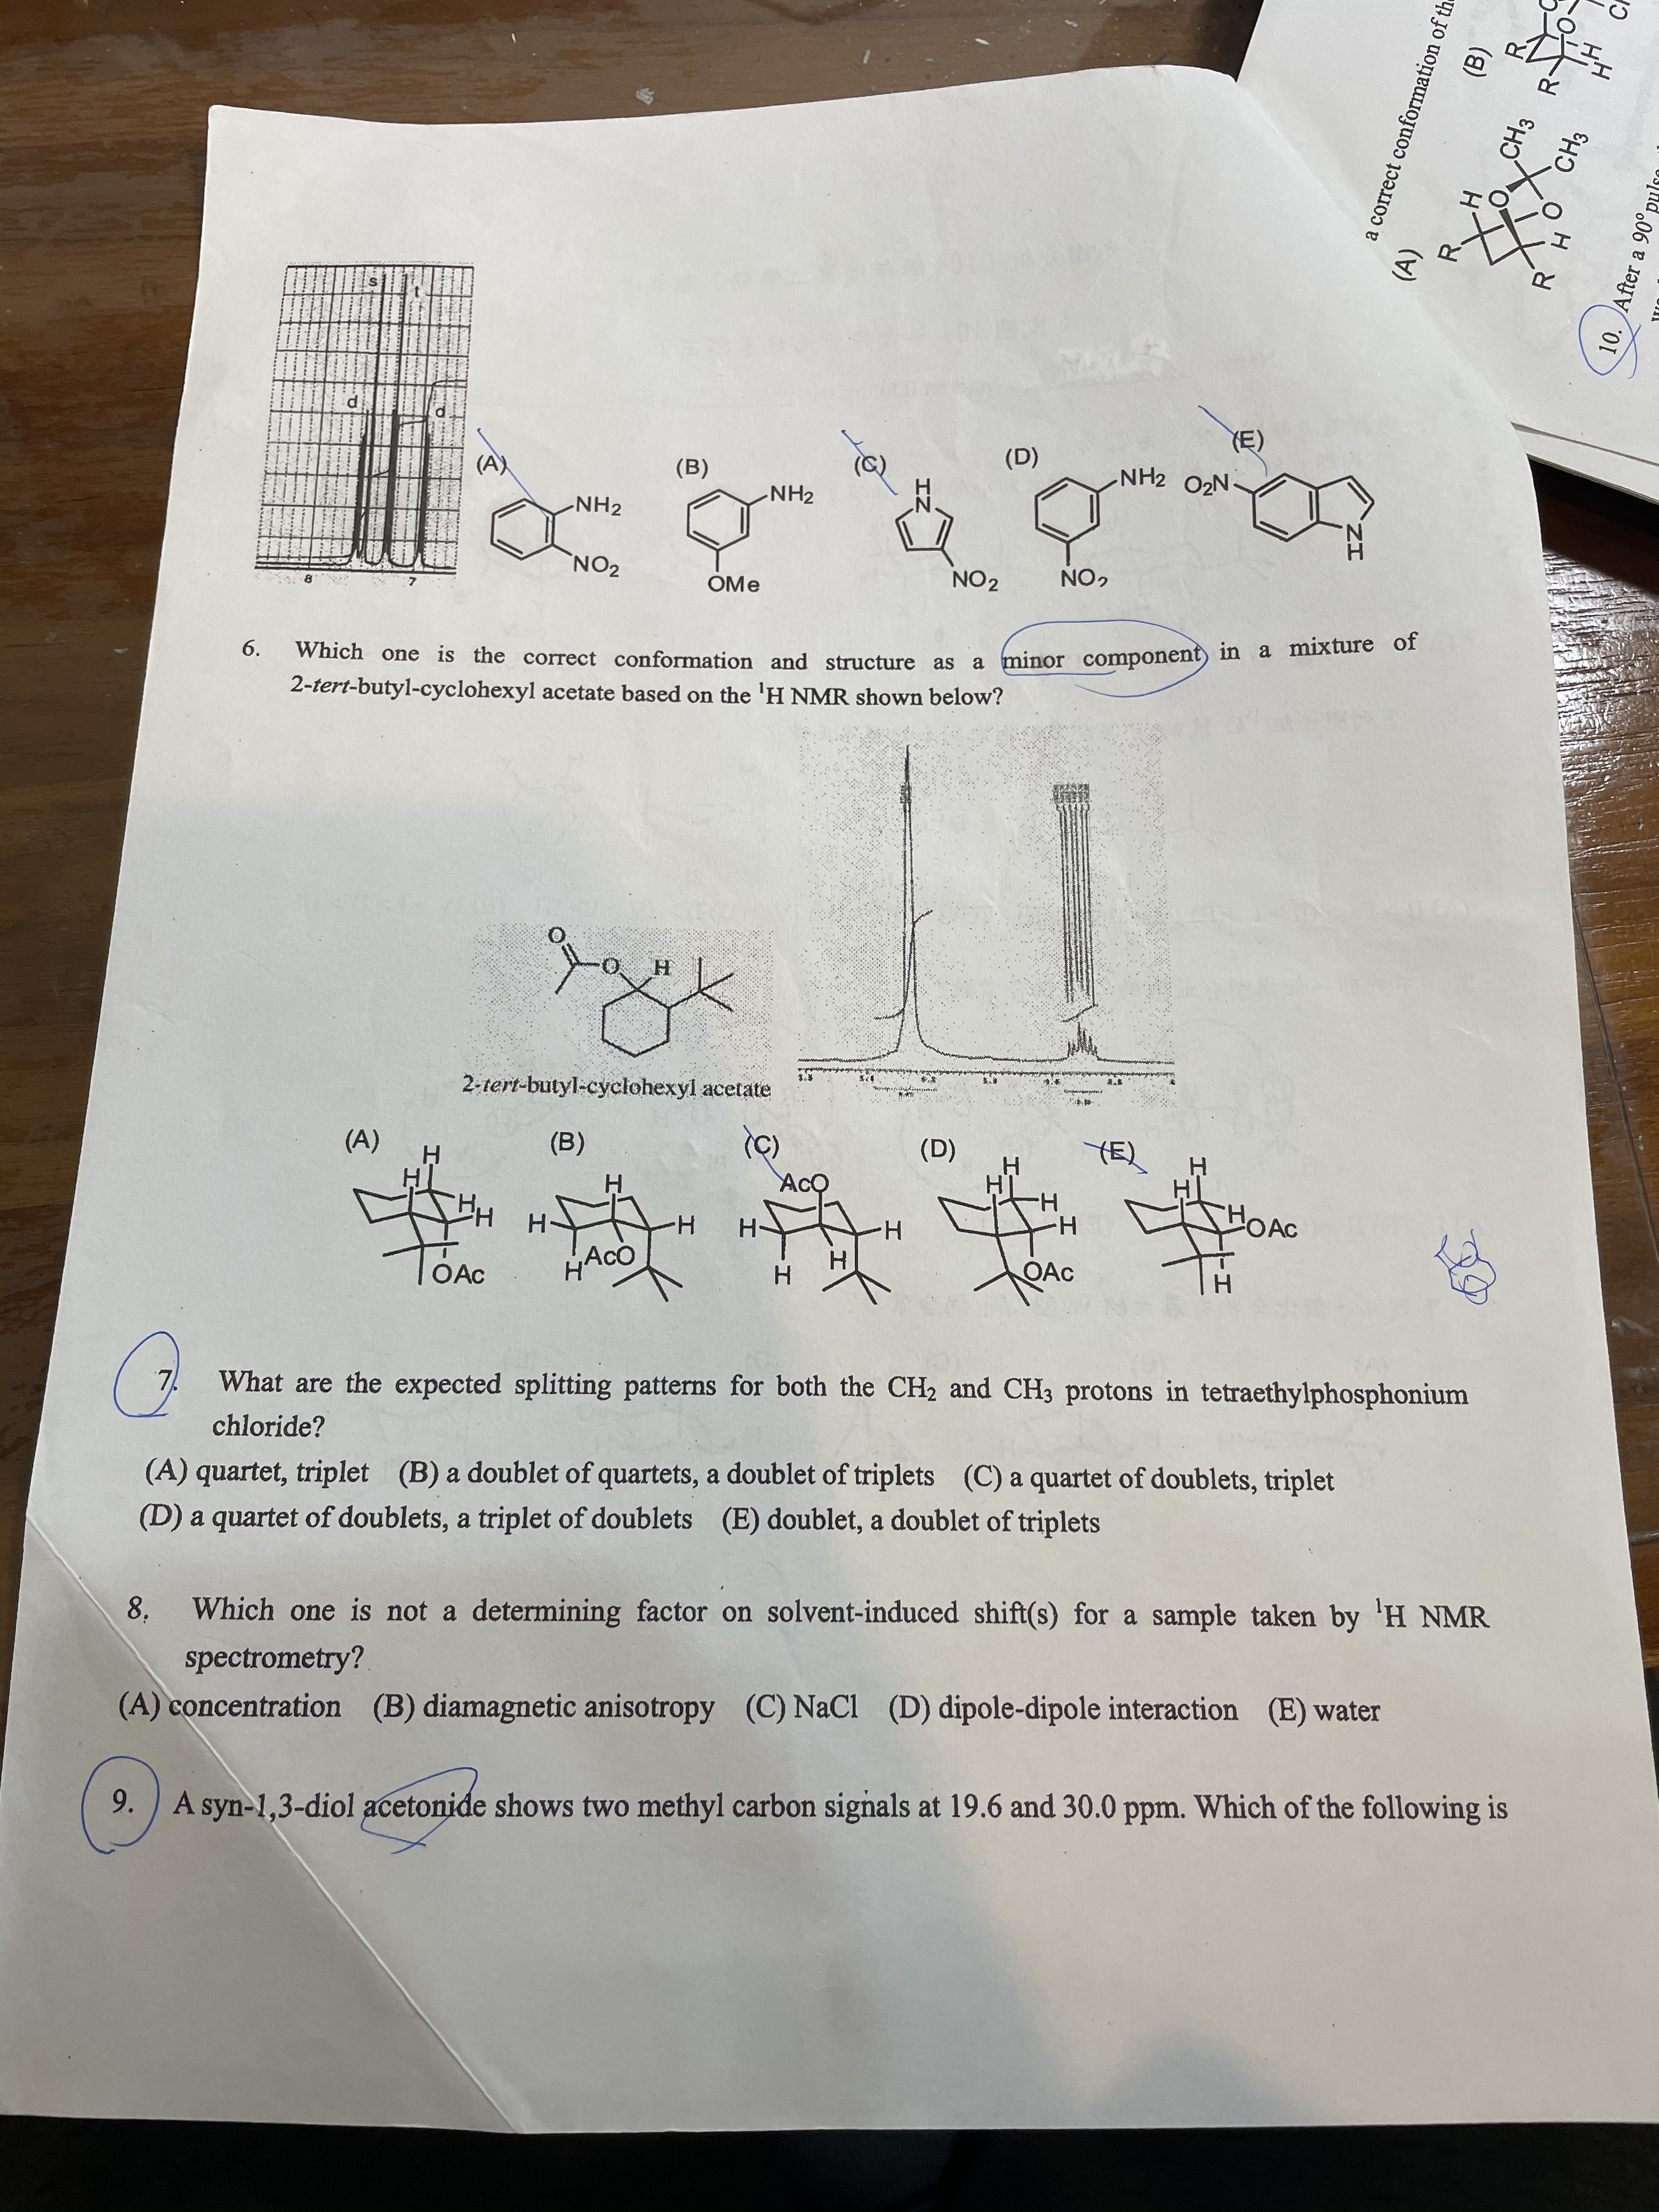 s
t
d
d
8
7
(A)
NH2
NO2
(B)
NH2
OMe
(C)
H
N
NO2
(D)
NH2
NO2
(E)
O2N
N
H
6. Which one is the correct conformation and structure as a minor component in a mixture of
2-tert-butyl-cyclohexyl acetate based on the ¹H NMR shown below?
O
O
H
2-tert-butyl-cyclohexyl acetate
(A)
H
H
H
H
OAc
(B)
H
H
H
AcO
H
(C)
AcO
H
H
H
H
(D)
H
H
H
H
OAc
(E)
H
H
H
OAc
H
7. What are the expected splitting patterns for both the CH2 and CH3 protons in tetraethylphosphonium
chloride?
(A) quartet, triplet (B) a doublet of quartets, a doublet of triplets (C) a quartet of doublets, triplet
(D) a quartet of doublets, a triplet of doublets (E) doublet, a doublet of triplets
8. Which one is not a determining factor on solvent-induced shift(s) for a sample taken by ¹H NMR
spectrometry?
(A) concentration (B) diamagnetic anisotropy (C) NaCl (D) dipole-dipole interaction (E) water
9. A syn-1,3-diol acetonide shows two methyl carbon signals at 19.6 and 30.0 ppm. Which of the following is
a correct conformation of
(A)
R
H
O
CH3
CH3
O
H
R
(B)
R
O
R
H
H
10. After a 90° pulse